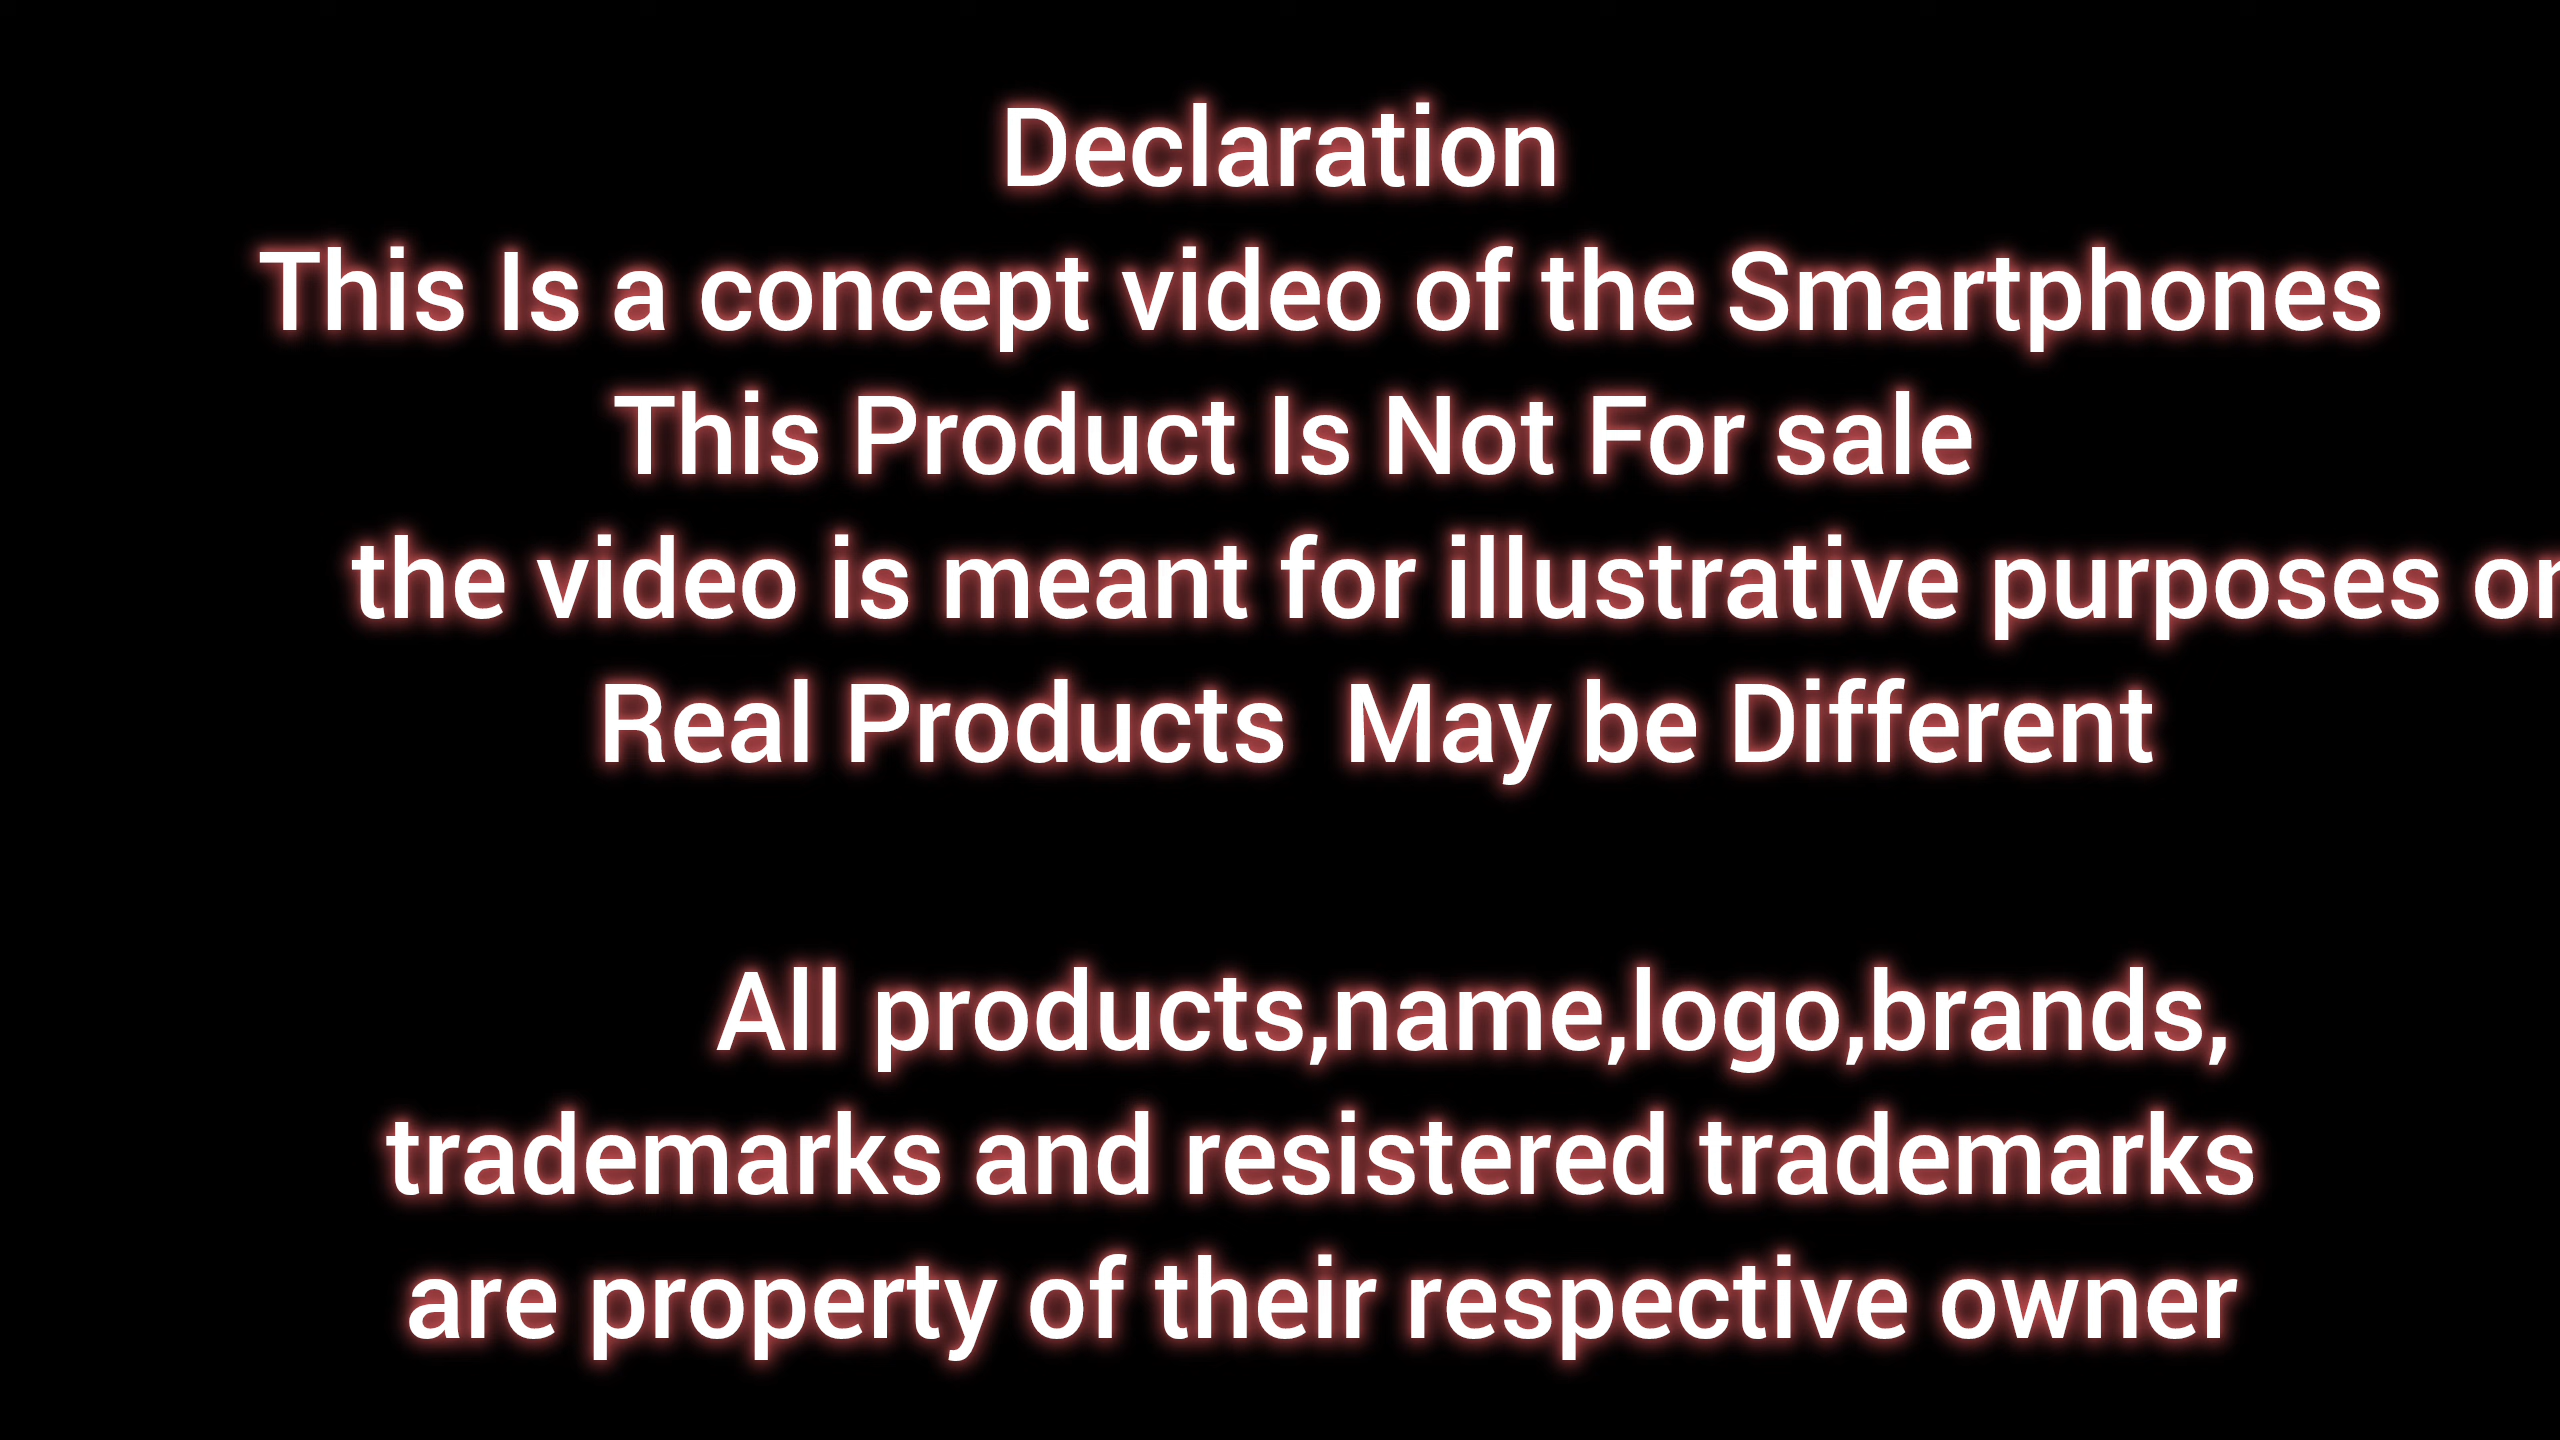 Declaration
This Is a concept video of the Smartphones
This Product Is Not For sale
the video is meant for illustrative purposes
Real Products  May be Different
All products,name,logo,brands,
trademarks and resistered trademarks
are property of their respective owner